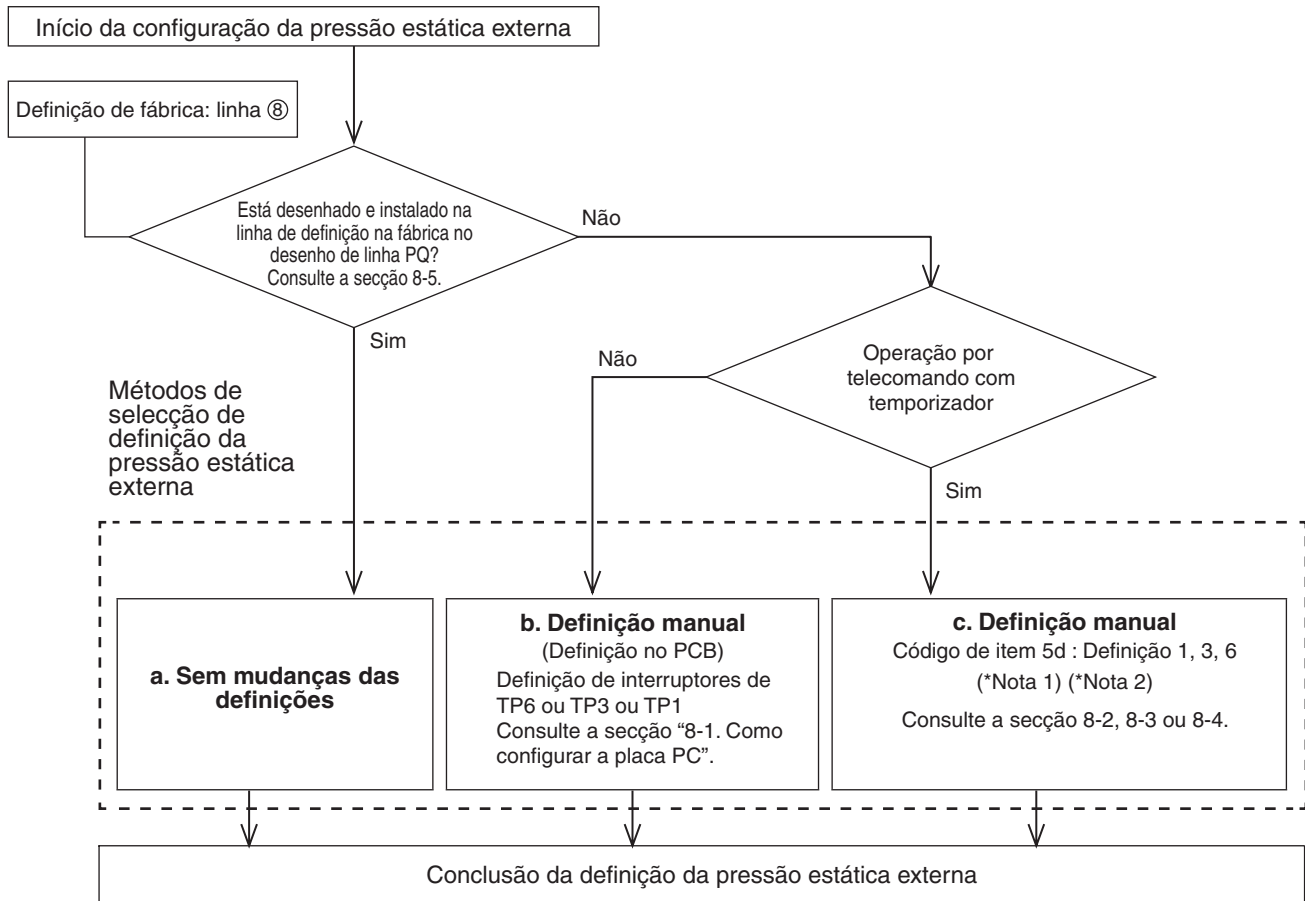 Início da configuração da pressão estática externa
Definição de fábrica: linha ⑧
Está desenhado e instalado na
linha de definição na fábrica no
desenho de linha PQ?
Consulte a secção 8-5.
Não
Sim
Operação por
telecomando com
temporizador
Não
Sim
Métodos de
selecção de
definição da
pressão estática
externa
a. Sem mudanças das
definições
b. Definição manual
(Definição no PCB)
Definição de interruptores de
TP6 ou TP3 ou TP1
Consulte a secção “8-1. Como
configurar a placa PC”.
c. Definição manual
Código de item 5d : Definição 1, 3, 6
(*Nota 1) (*Nota 2)
Consulte a secção 8-2, 8-3 ou 8-4.
Conclusão da definição da pressão estática externa